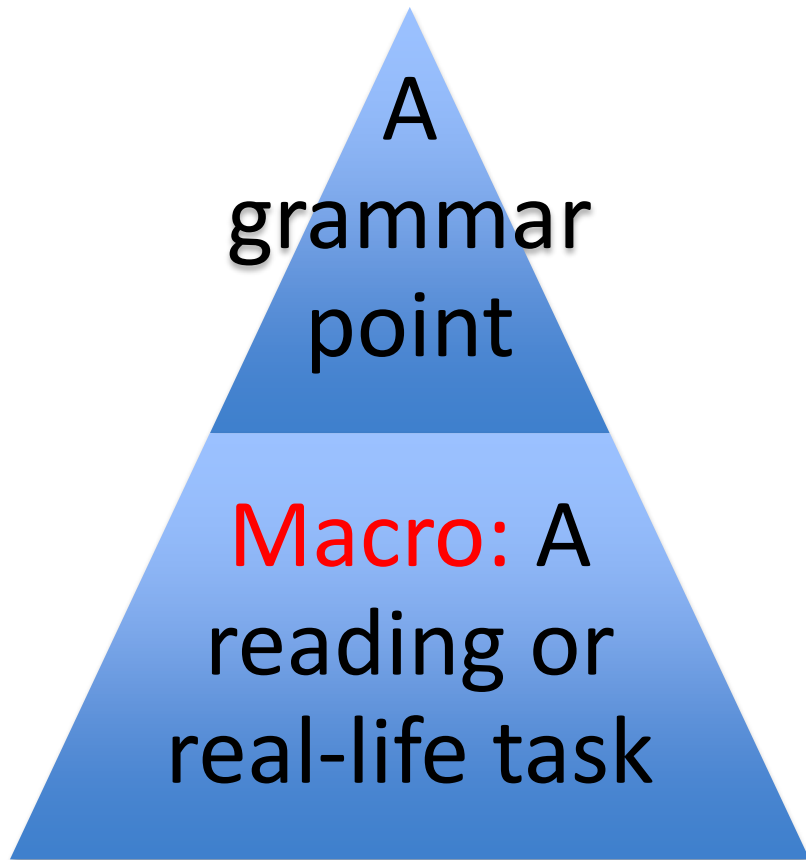 A
grammar
point
Macro: A
reading or
real-life task